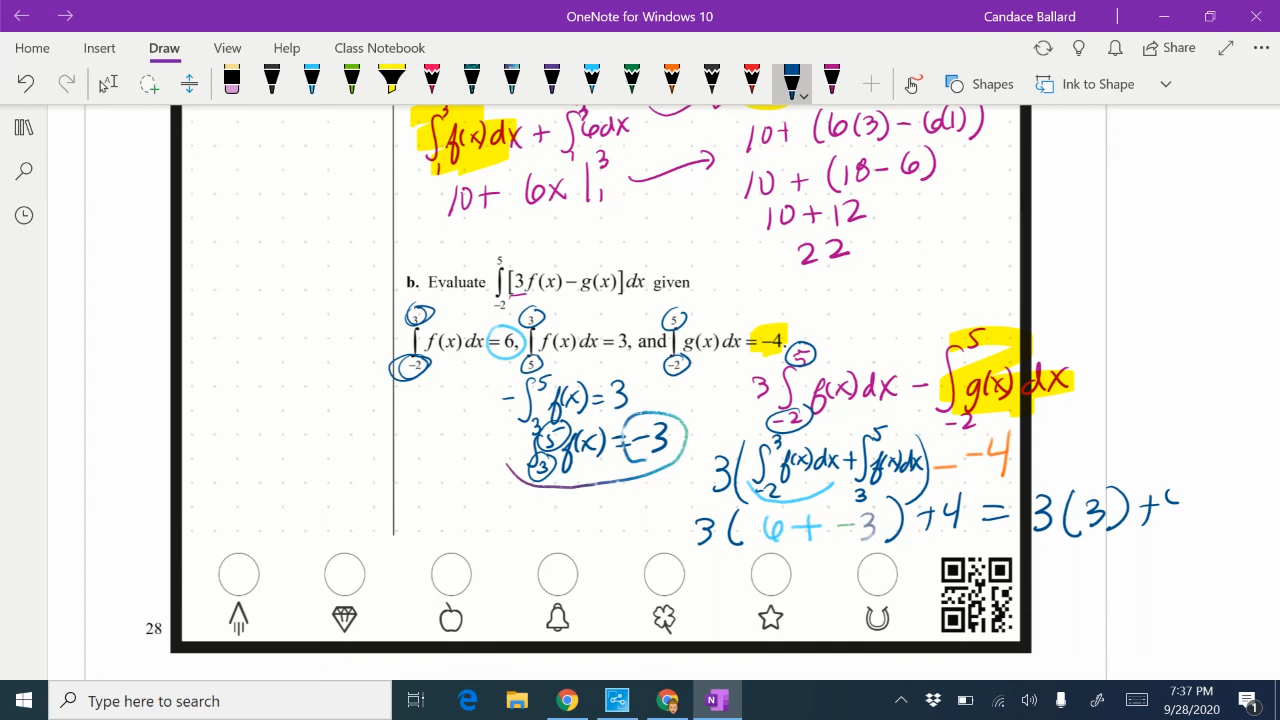 OneNote for Windows 10
Candace Ballard
Home Insert Draw View Help Class Notebook Share
Shapes Ink to Shape
∫₁³ f(x)dx + ∫₁³ 6dx
10+ 6x |₁³
10+ (6(3) - 6(1))
10 + (18 - 6)
10 + 12
22
b. Evaluate ∫₋₂⁵ [3f(x) − g(x)]dx given
∫₋₂³ f(x)dx = 6, ∫₅³ f(x)dx = 3, and ∫₋₂⁵ g(x)dx = −4.
3 ∫₋₂⁵ f(x)dx - ∫₋₂⁵ g(x)dx
-∫₃⁵ f(x) = 3
∫₃⁵ f(x) = -3
3(∫₋₂³ f(x)dx + ∫₃⁵ f(x)dx) - -4
3(6 + -3) + 4 = 3(3) +
28
Type here to search
7:37 PM
9/28/2020
1